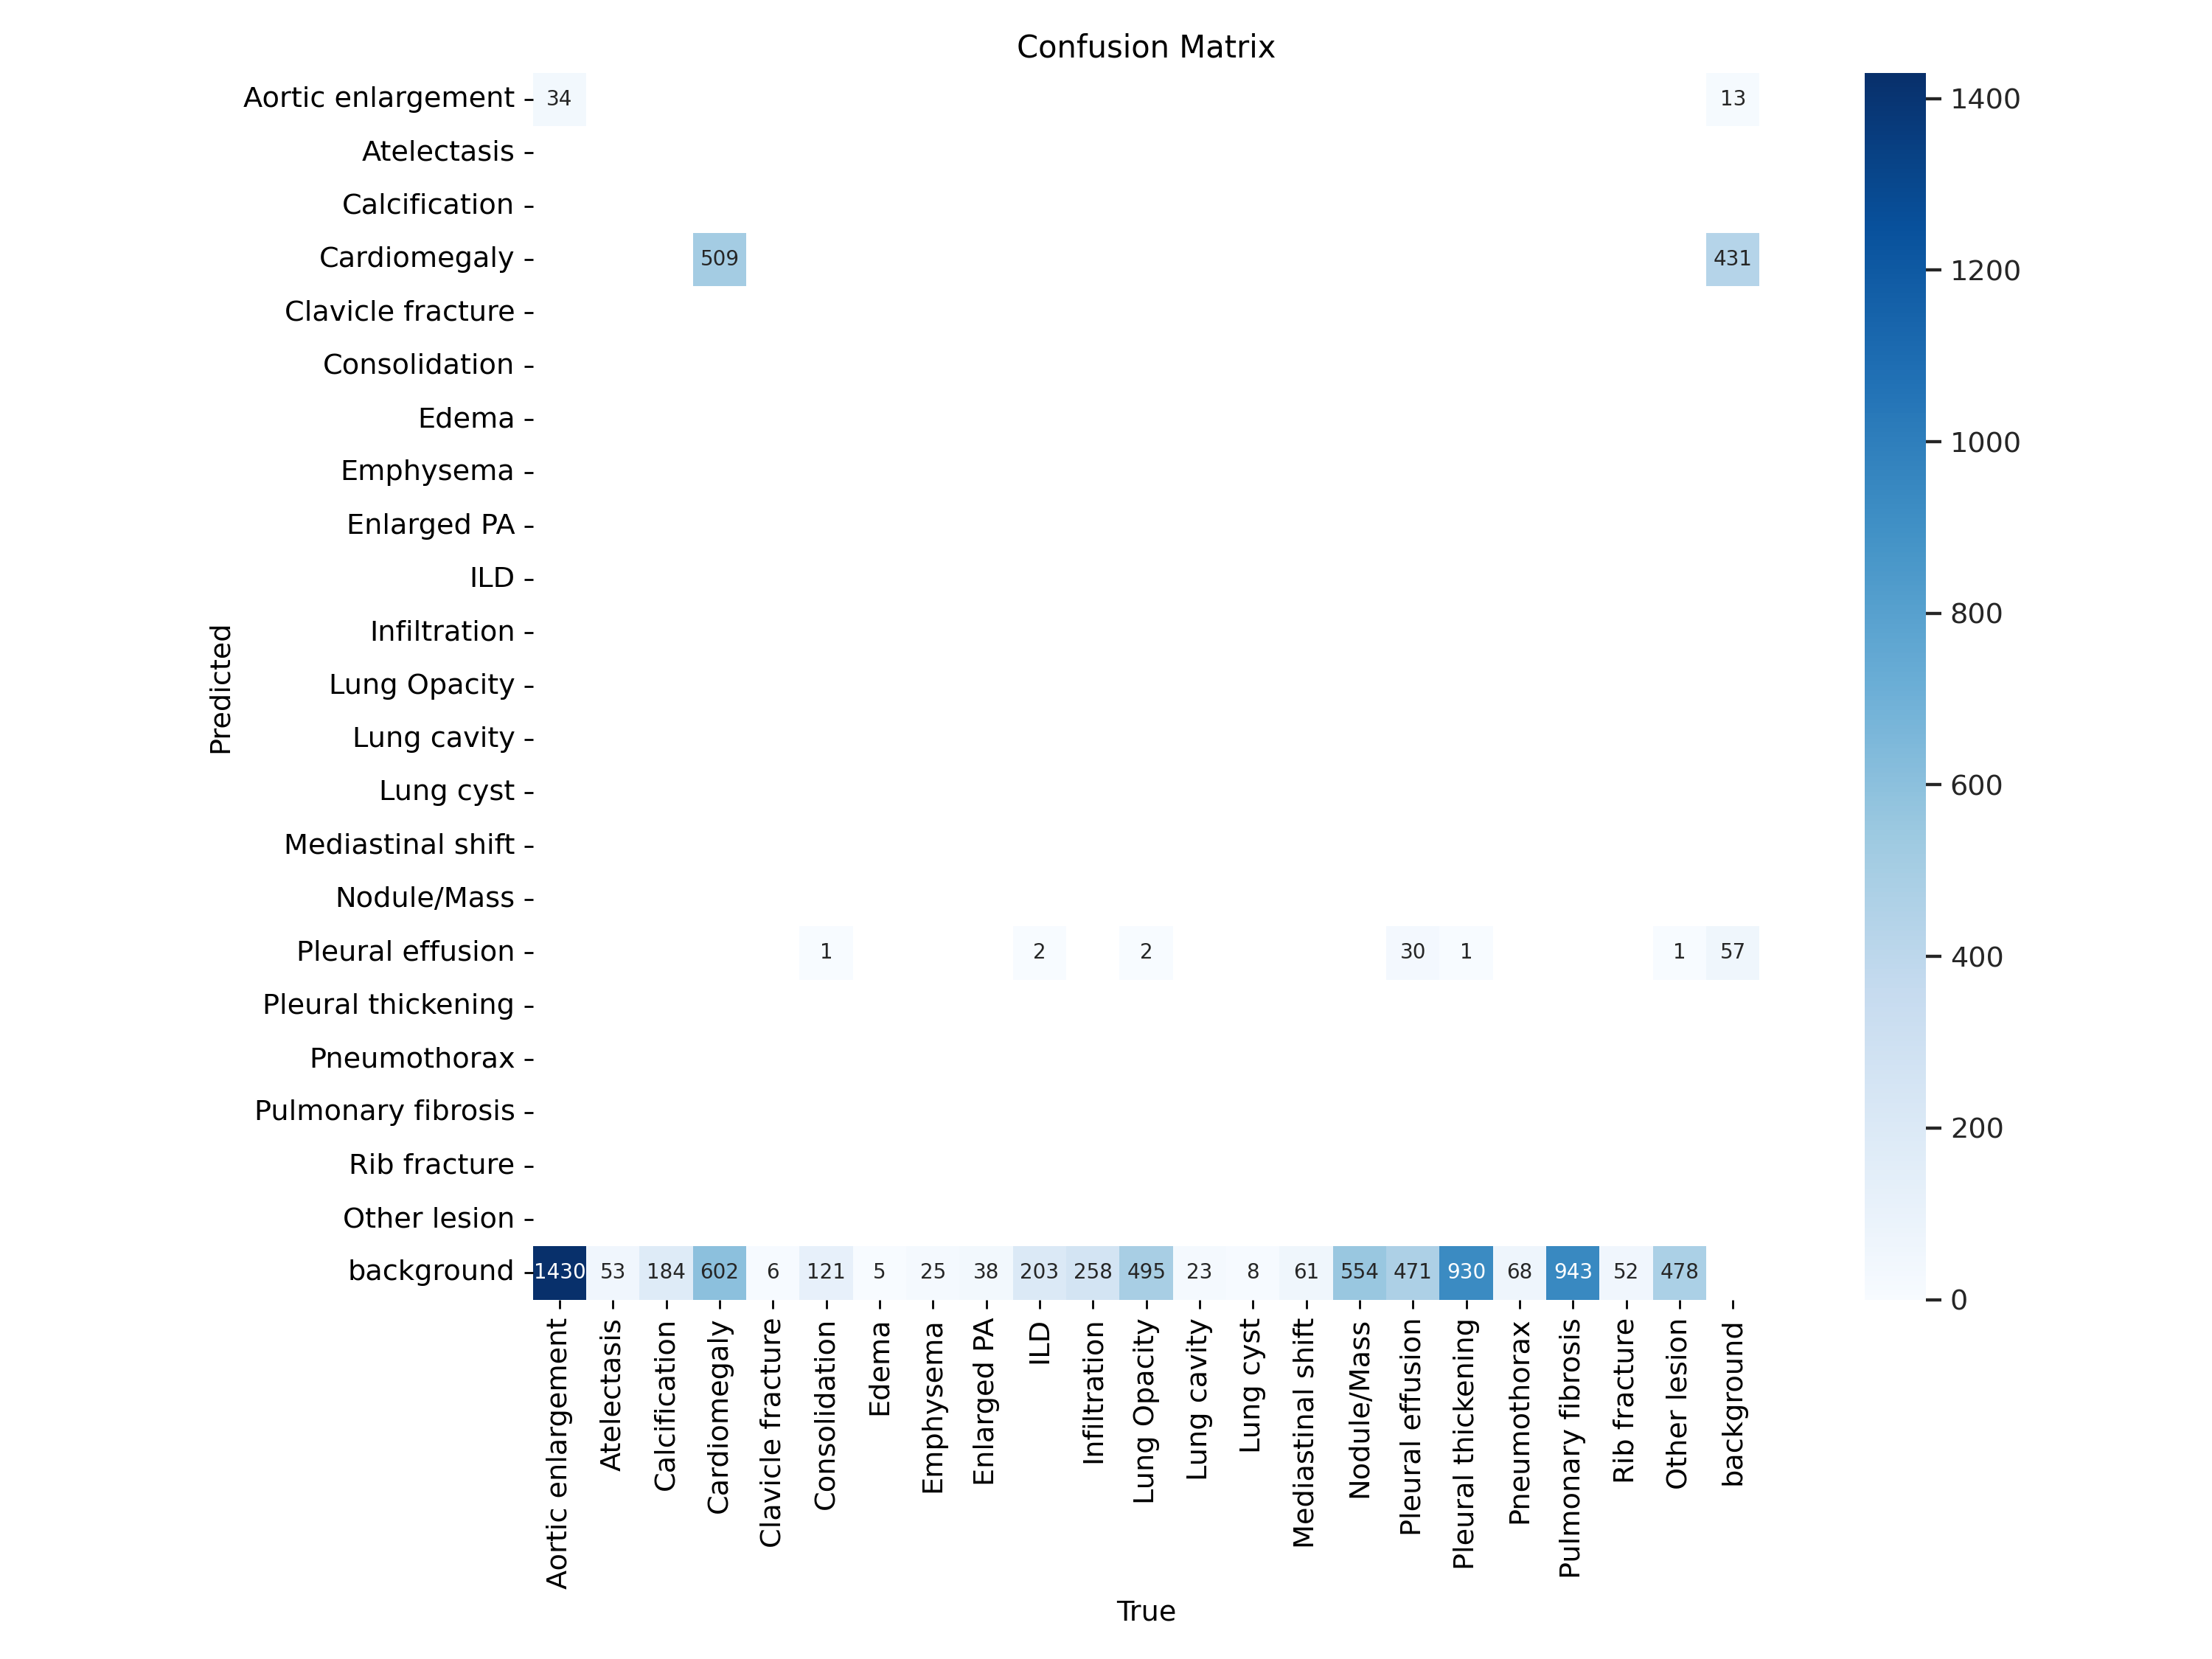 Confusion Matrix
Predicted
Aortic enlargement 34 13
Atelectasis
Calcification
Cardiomegaly 509 431
Clavicle fracture
Consolidation
Edema
Emphysema
Enlarged PA
ILD
Infiltration
Lung Opacity
Lung cavity
Lung cyst
Mediastinal shift
Nodule/Mass
Pleural effusion 1 2 2 30 1 1 57
Pleural thickening
Pneumothorax
Pulmonary fibrosis
Rib fracture
Other lesion
background 1430 53 184 602 6 121 5 25 38 203 258 495 23 8 61 554 471 930 68 943 52 478
Aortic enlargement
Atelectasis
Calcification
Cardiomegaly
Clavicle fracture
Consolidation
Edema
Emphysema
Enlarged PA
ILD
Infiltration
Lung Opacity
Lung cavity
Lung cyst
Mediastinal shift
Nodule/Mass
Pleural effusion
Pleural thickening
Pneumothorax
Pulmonary fibrosis
Rib fracture
Other lesion
background
True
1400
1200
1000
800
600
400
200
0